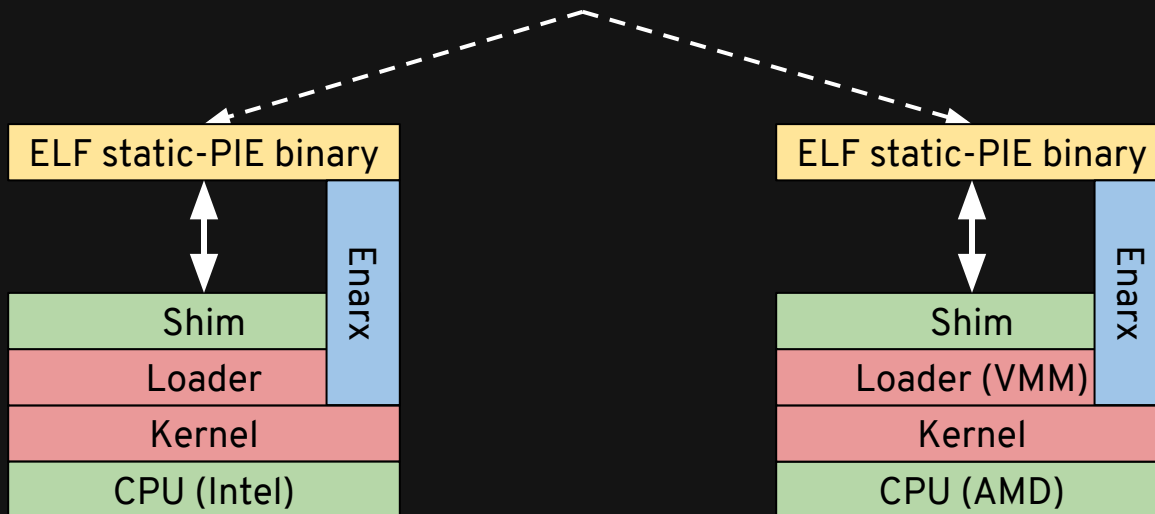 ELF static-PIE binary
Enarx
Shim
Loader
Kernel
CPU (Intel)
ELF static-PIE binary
Enarx
Shim
Loader (VMM)
Kernel
CPU (AMD)